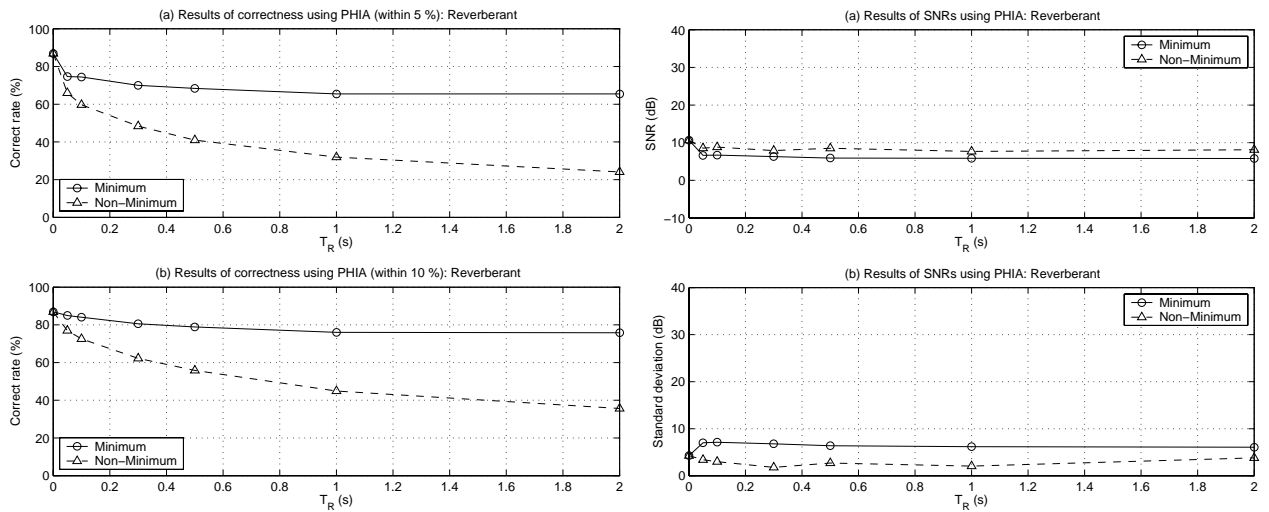 (a) Results of correctness using PHIA (within 5 %): Reverberant
100
80
60
40
20
0
Correct rate (%)
Minimum
Non−Minimum
0 0.2 0.4 0.6 0.8 1 1.2 1.4 1.6 1.8 2
T_R (s)
(b) Results of correctness using PHIA (within 10 %): Reverberant
100
80
60
40
20
0
Correct rate (%)
Minimum
Non−Minimum
0 0.2 0.4 0.6 0.8 1 1.2 1.4 1.6 1.8 2
T_R (s)
(a) Results of SNRs using PHIA: Reverberant
40
30
20
10
0
−10
SNR (dB)
Minimum
Non−Minimum
0 0.2 0.4 0.6 0.8 1 1.2 1.4 1.6 1.8 2
T_R (s)
(b) Results of SNRs using PHIA: Reverberant
40
30
20
10
0
Standard deviation (dB)
Minimum
Non−Minimum
0 0.2 0.4 0.6 0.8 1 1.2 1.4 1.6 1.8 2
T_R (s)